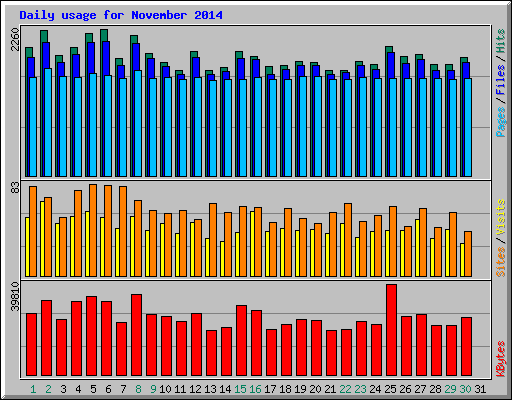 Daily usage for November 2014
2260
Pages / Files / Hits
83
Sites / Visits
39810
KBytes
1 2 3 4 5 6 7 8 9 10 11 12 13 14 15 16 17 18 19 20 21 22 23 24 25 26 27 28 29 30 31